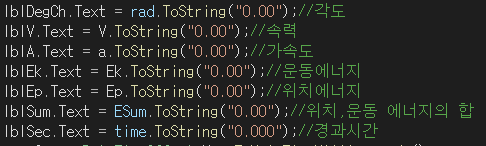 lblDegCh.Text = rad.ToString("0.00");//각도
lblV.Text = V.ToString("0.00");//속력
lblA.Text = a.ToString("0.00");//가속도
lblEk.Text = Ek.ToString("0.00");//운동에너지
lblEp.Text = Ep.ToString("0.00");//위치에너지
lblSum.Text = ESum.ToString("0.00");//위치,운동 에너지의 합
lblSec.Text = time.ToString("0.000");//경과시간